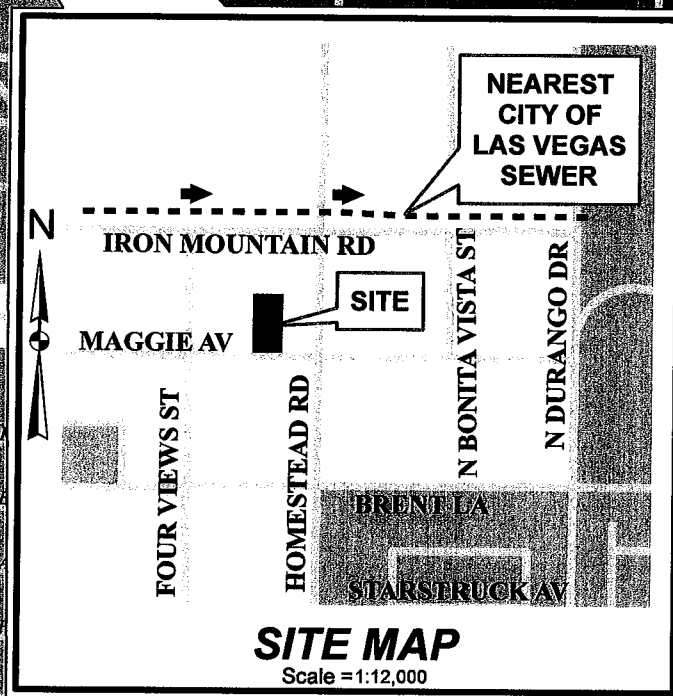 NEAREST
CITY OF
LAS VEGAS
SEWER
N
IRON MOUNTAIN RD
SITE
MAGGIE AV
FOUR VIEWS ST
HOMESTEAD RD
N BONITA VISTA ST
N DURANGO DR
BRENT LA
STARSTRUCK AV
SITE MAP
Scale =1:12,000